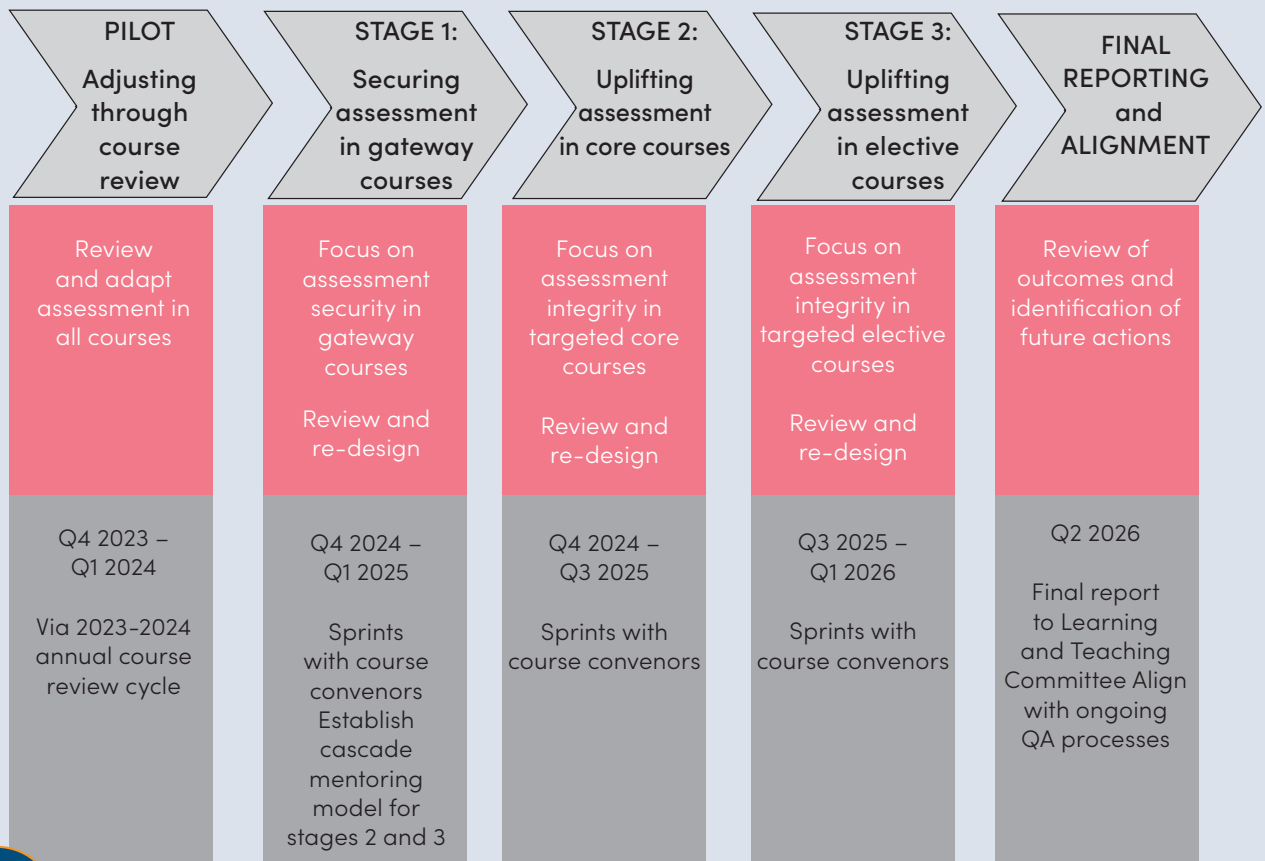 PILOT
Adjusting
through
course
review
STAGE 1:
Securing
assessment
in gateway
courses
STAGE 2:
Uplifting
assessment
in core courses
STAGE 3:
Uplifting
assessment
in elective
courses
FINAL
REPORTING
and
ALIGNMENT
Review
and adapt
assessment in
all courses
Focus on
assessment
security in
gateway
courses
Review and
re-design
Focus on
assessment
integrity in
targeted core
courses
Review and
re-design
Focus on
assessment
integrity in
targeted elective
courses
Review and
re-design
Review of
outcomes and
identification of
future actions
Q4 2023 –
Q1 2024
Via 2023-2024
annual course
review cycle
Q4 2024 –
Q1 2025
Sprints
with course
convenors
Establish
cascade
mentoring
model for
stages 2 and 3
Q4 2024 –
Q3 2025
Sprints with
course convenors
Q3 2025 –
Q1 2026
Sprints with
course convenors
Q2 2026
Final report
to Learning
and Teaching
Committee Align
with ongoing
QA processes